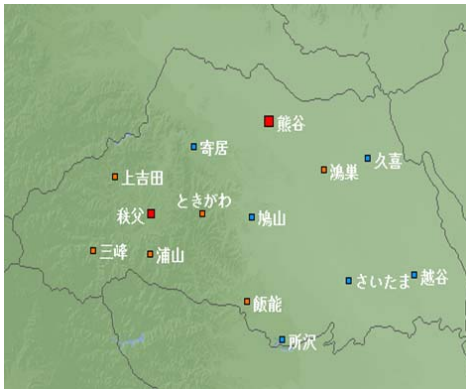 熊谷
寄居
久喜
鴻巣
上吉田
ときがわ
秩父
鳩山
三峰
浦山
さいたま
越谷
飯能
所沢